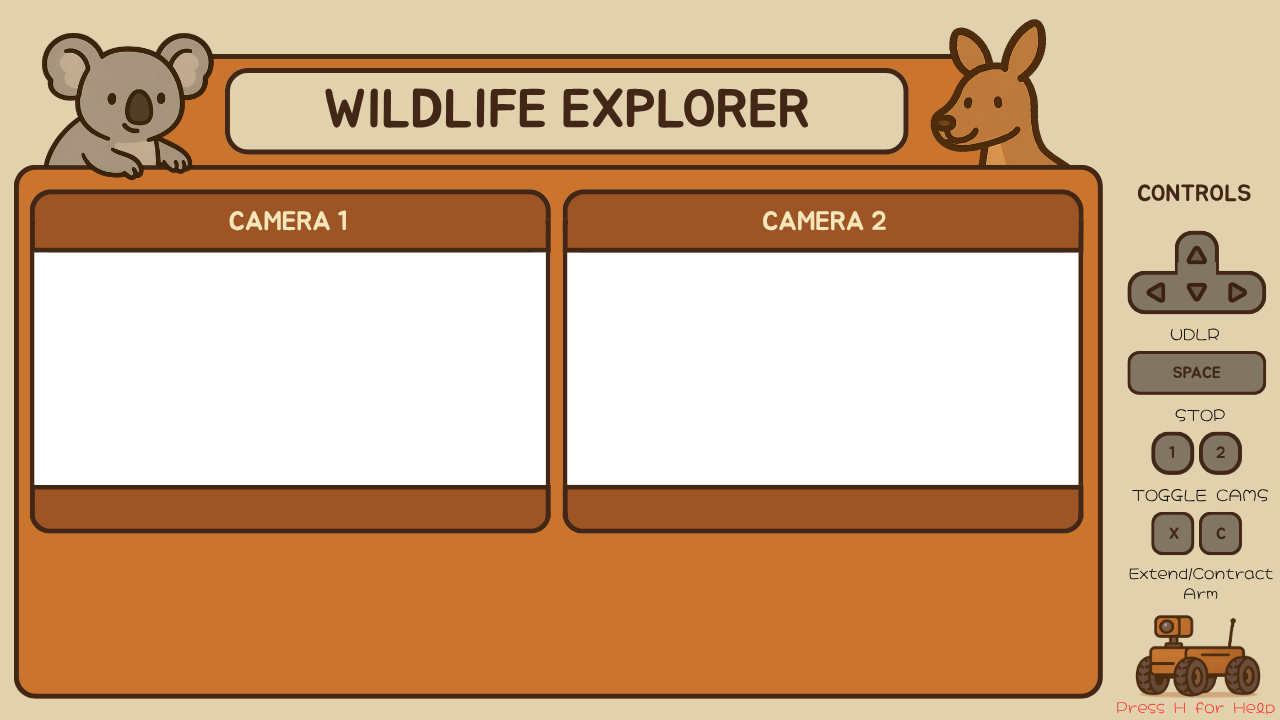 WILDLIFE EXPLORER
CAMERA 1
CAMERA 2
CONTROLS
UDLR
SPACE
STOP
1 2
TOGGLE CAMS
X C
Extend/Contract
Arm
Press H for Help